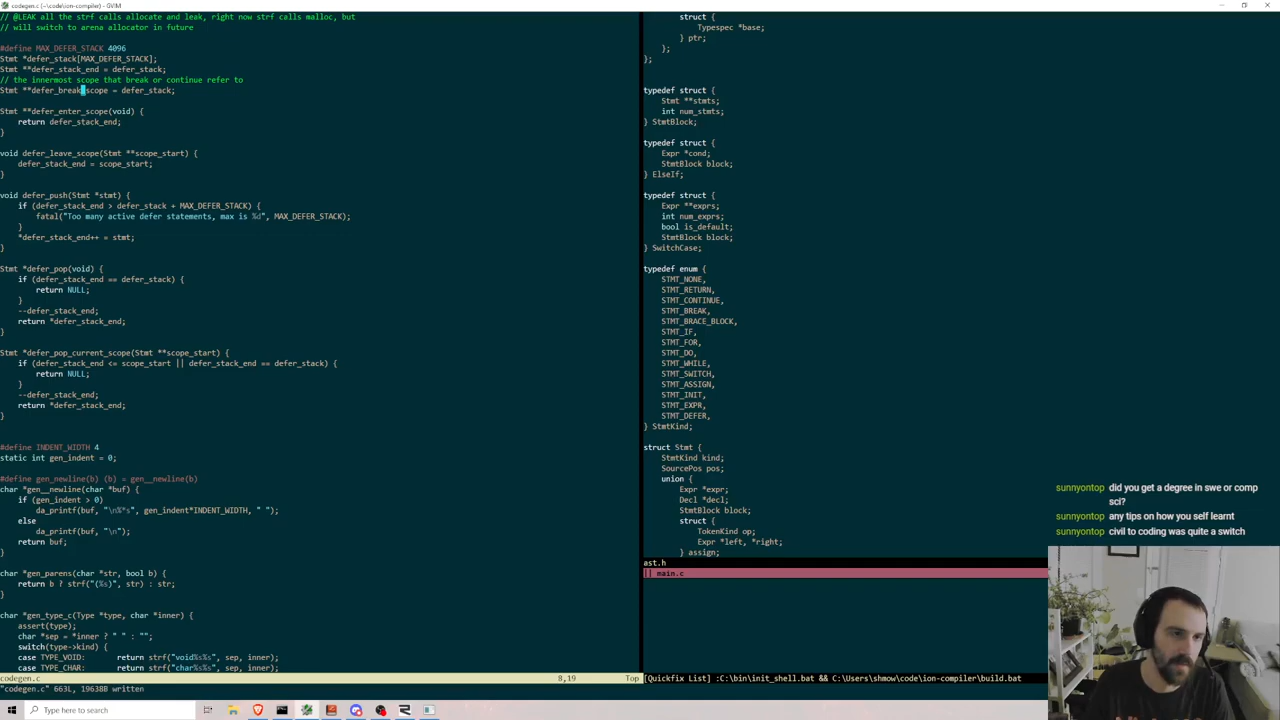 codegen.c (~\code\ion-compiler) - GVIM
// @LEAK all the strf calls allocate and leak, right now strf calls malloc, but
// will switch to arena allocator in future
#define MAX_DEFER_STACK 4096
Stmt *defer_stack[MAX_DEFER_STACK];
Stmt **defer_stack_end = defer_stack;
// the innermost scope that break or continue refer to
Stmt **defer_break_scope = defer_stack;
Stmt **defer_enter_scope(void) {
return defer_stack_end;
}
void defer_leave_scope(Stmt **scope_start) {
defer_stack_end = scope_start;
}
void defer_push(Stmt *stmt) {
if (defer_stack_end > defer_stack + MAX_DEFER_STACK) {
fatal("Too many active defer statements, max is %d", MAX_DEFER_STACK);
}
*defer_stack_end++ = stmt;
}
Stmt *defer_pop(void) {
if (defer_stack_end == defer_stack) {
return NULL;
}
--defer_stack_end;
return *defer_stack_end;
}
Stmt *defer_pop_current_scope(Stmt **scope_start) {
if (defer_stack_end <= scope_start || defer_stack_end == defer_stack) {
return NULL;
}
--defer_stack_end;
return *defer_stack_end;
}
#define INDENT_WIDTH 4
static int gen_indent = 0;
#define gen_newline(b) (b) = gen__newline(b)
char *gen__newline(char *buf) {
if (gen_indent > 0)
da_printf(buf, "\n%*s", gen_indent*INDENT_WIDTH, " ");
else
da_printf(buf, "\n");
return buf;
}
char *gen_parens(char *str, bool b) {
return b ? strf("(%s)", str) : str;
}
char *gen_type_c(Type *type, char *inner) {
assert(type);
char *sep = *inner ? " " : "";
switch(type->kind) {
case TYPE_VOID: return strf("void%s%s", sep, inner);
case TYPE_CHAR: return strf("char%s%s", sep, inner);
codegen.c 8,19 Top
"codegen.c" 663L, 19638B written
struct {
Typespec *base;
} ptr;
};
};
typedef struct {
Stmt **stmts;
int num_stmts;
} StmtBlock;
typedef struct {
Expr *cond;
StmtBlock block;
} ElseIf;
typedef struct {
Expr **exprs;
int num_exprs;
bool is_default;
StmtBlock block;
} SwitchCase;
typedef enum {
STMT_NONE,
STMT_RETURN,
STMT_CONTINUE,
STMT_BREAK,
STMT_BRACE_BLOCK,
STMT_IF,
STMT_FOR,
STMT_DO,
STMT_WHILE,
STMT_SWITCH,
STMT_ASSIGN,
STMT_INIT,
STMT_EXPR,
STMT_DEFER,
} StmtKind;
struct Stmt {
StmtKind kind;
SourcePos pos;
union {
Expr *expr;
Decl *decl;
StmtBlock block;
struct {
TokenKind op;
Expr *left, *right;
} assign;
ast.h
|| main.c
[Quickfix List] :C:\bin\init_shell.bat && C:\Users\shmow\code\ion-compiler\build.bat
sunnyontop did you get a degree in swe or comp
sci?
sunnyontop any tips on how you self learnt
sunnyontop civil to coding was quite a switch
Type here to search